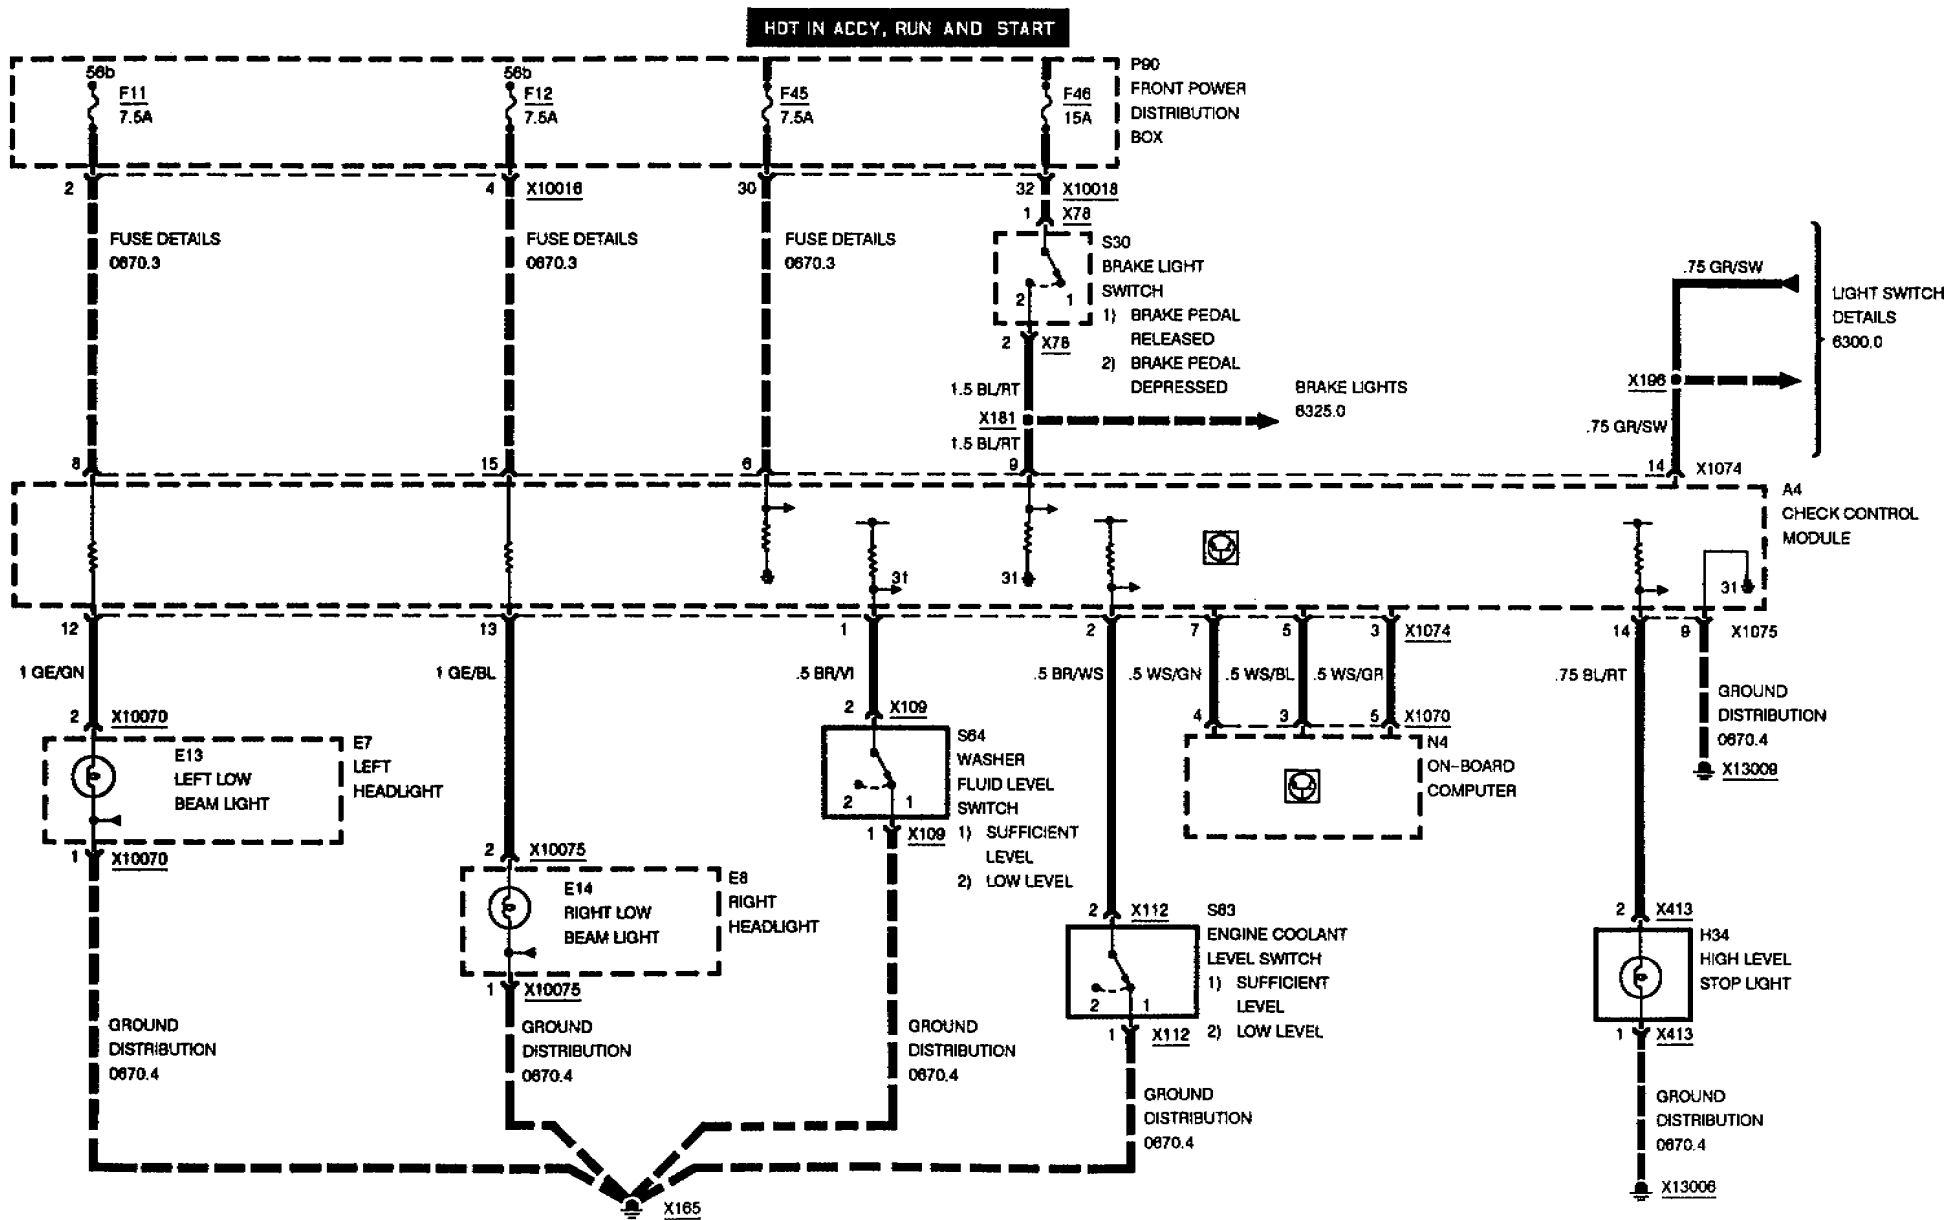 HOT IN ACCY, RUN AND START
56b
F11
7.5A
56b
F12
7.5A
F45
7.5A
F46
15A
P90
FRONT POWER
DISTRIBUTION
BOX
2
4
X10016
30
32
X10018
1
X78
FUSE DETAILS
0670.3
FUSE DETAILS
0670.3
FUSE DETAILS
0670.3
S30
BRAKE LIGHT
SWITCH
1) BRAKE PEDAL
RELEASED
2) BRAKE PEDAL
DEPRESSED
2
1
2
X78
1.5 BL/RT
X181
1.5 BL/RT
BRAKE LIGHTS
6325.0
.75 GR/SW
LIGHT SWITCH
DETAILS
6300.0
X196
.75 GR/SW
8
15
6
9
14
X1074
A4
CHECK CONTROL
MODULE
31
31
31
12
13
1
2
7
5
3
X1074
14
9
X1075
1 GE/GN
1 GE/BL
.5 BR/VI
.5 BR/WS
.5 WS/GN
.5 WS/BL
.5 WS/GR
.75 BL/RT
GROUND
DISTRIBUTION
0670.4
X13009
2
X10070
E13
LEFT LOW
BEAM LIGHT
E7
LEFT
HEADLIGHT
1
X10070
2
X109
S64
WASHER
FLUID LEVEL
SWITCH
1) SUFFICIENT
LEVEL
2) LOW LEVEL
2
1
1
X109
4
3
5
X1070
N4
ON-BOARD
COMPUTER
2
X10075
E14
RIGHT LOW
BEAM LIGHT
E8
RIGHT
HEADLIGHT
1
X10075
2
X112
S63
ENGINE COOLANT
LEVEL SWITCH
1) SUFFICIENT
LEVEL
2) LOW LEVEL
2
1
1
X112
2
X413
H34
HIGH LEVEL
STOP LIGHT
1
X413
GROUND
DISTRIBUTION
0670.4
GROUND
DISTRIBUTION
0670.4
GROUND
DISTRIBUTION
0670.4
GROUND
DISTRIBUTION
0670.4
GROUND
DISTRIBUTION
0670.4
X165
X13006